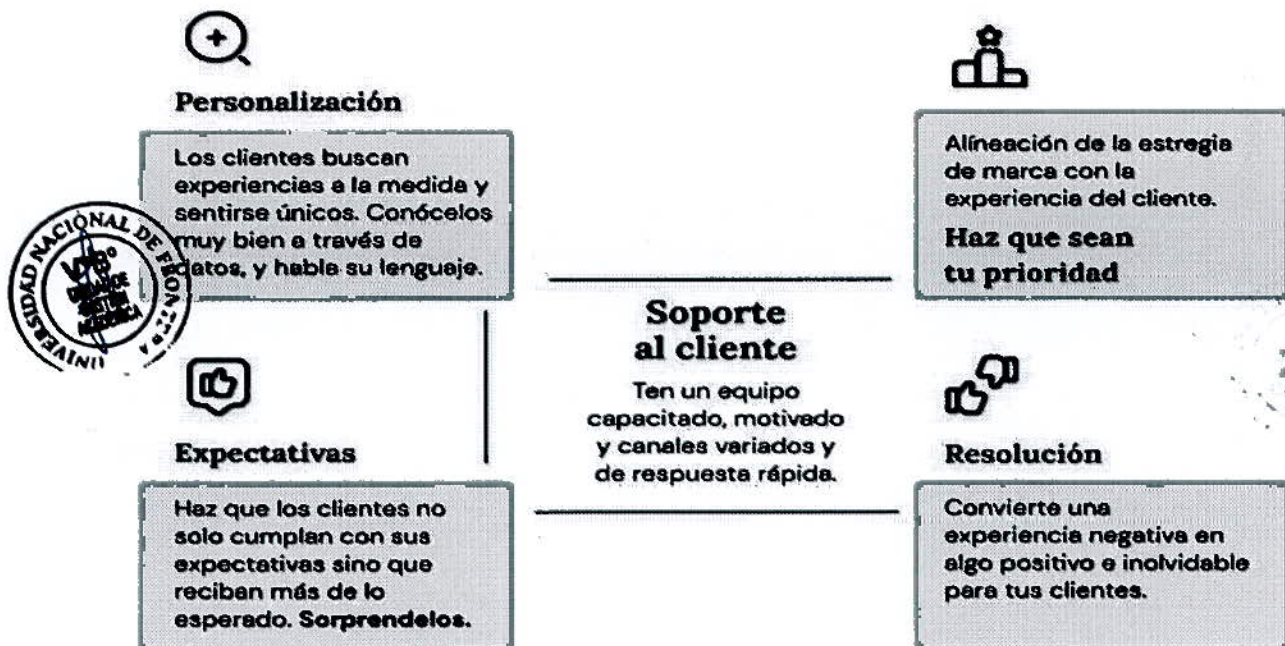 Personalización
Los clientes buscan
experiencias a la medida y
sentirse únicos. Conócelos
muy bien a través de
datos, y habla su lenguaje.
UNIVERSIDAD NACIONAL DE FRONTERA
Expectativas
Haz que los clientes no
solo cumplan con sus
expectativas sino que
reciban más de lo
esperado. Sorprendelos.
Soporte
al cliente
Ten un equipo
capacitado, motivado
y canales variados y
de respuesta rápida.
Alineación de la estregia
de marca con la
experiencia del cliente.
Haz que sean
tu prioridad
Resolución
Convierte una
experiencia negativa en
algo positivo e inolvidable
para tus clientes.